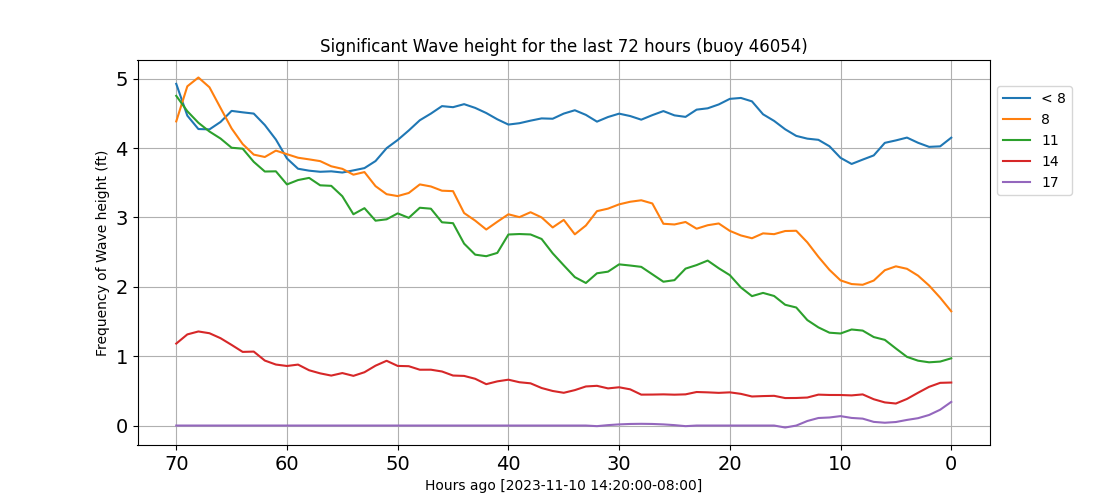 Significant Wave height for the last 72 hours (buoy 46054)
Frequency of Wave height (ft)
5
4
3
2
1
0
70 60 50 40 30 20 10 0
Hours ago [2023-11-10 14:20:00-08:00]
< 8
8
11
14
17